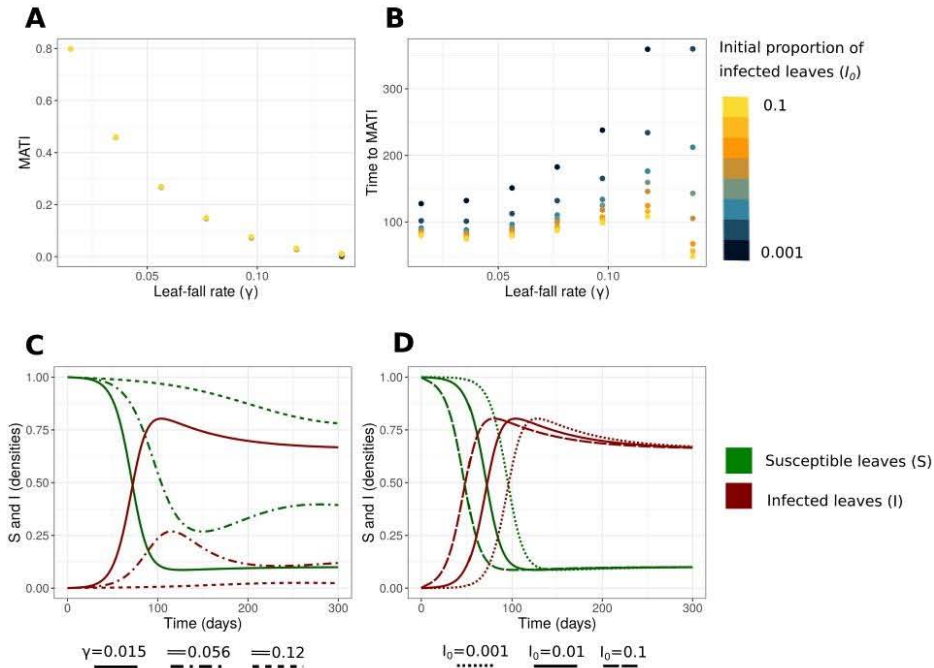 A
0.8
0.6
0.4
0.2
0.0
MATI
0.05
0.10
Leaf-fall rate (γ)
B
300
200
100
Time to MATI
0.05
0.10
Leaf-fall rate (γ)
Initial proportion of
infected leaves (I₀)
0.1
0.001
C
1.00
0.75
0.50
0.25
0.00
S and I (densities)
0
100
200
300
Time (days)
γ=0.015
=0.056
=0.12
D
1.00
0.75
0.50
0.25
0.00
S and I (densities)
0
100
200
300
Time (days)
I₀=0.001
I₀=0.01
I₀=0.1
Susceptible leaves (S)
Infected leaves (I)